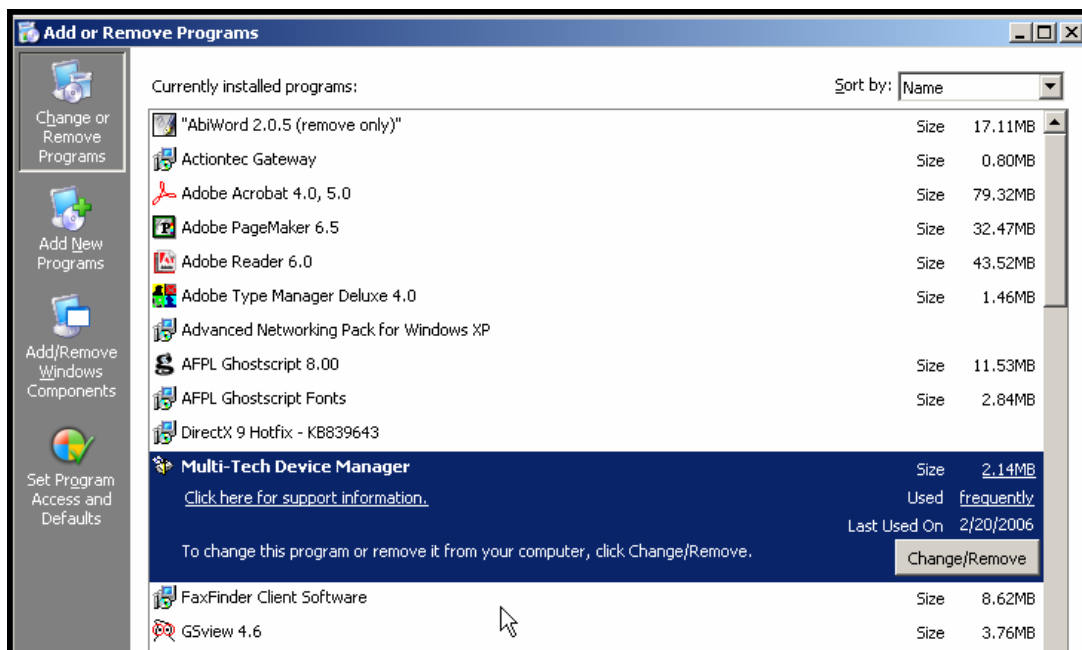 Add or Remove Programs
Change or
Remove
Programs
Add New
Programs
Add/Remove
Windows
Components
Set Program
Access and
Defaults
Currently installed programs:
Sort by: Name
"AbiWord 2.0.5 (remove only)" Size 17.11MB
Actiontec Gateway Size 0.80MB
Adobe Acrobat 4.0, 5.0 Size 79.32MB
Adobe PageMaker 6.5 Size 32.47MB
Adobe Reader 6.0 Size 43.52MB
Adobe Type Manager Deluxe 4.0 Size 1.46MB
Advanced Networking Pack for Windows XP
AFPL Ghostscript 8.00 Size 11.53MB
AFPL Ghostscript Fonts Size 2.84MB
DirectX 9 Hotfix - KB839643
Multi-Tech Device Manager Size 2.14MB
Click here for support information. Used frequently
Last Used On 2/20/2006
To change this program or remove it from your computer, click Change/Remove. Change/Remove
FaxFinder Client Software Size 8.62MB
GSview 4.6 Size 3.76MB